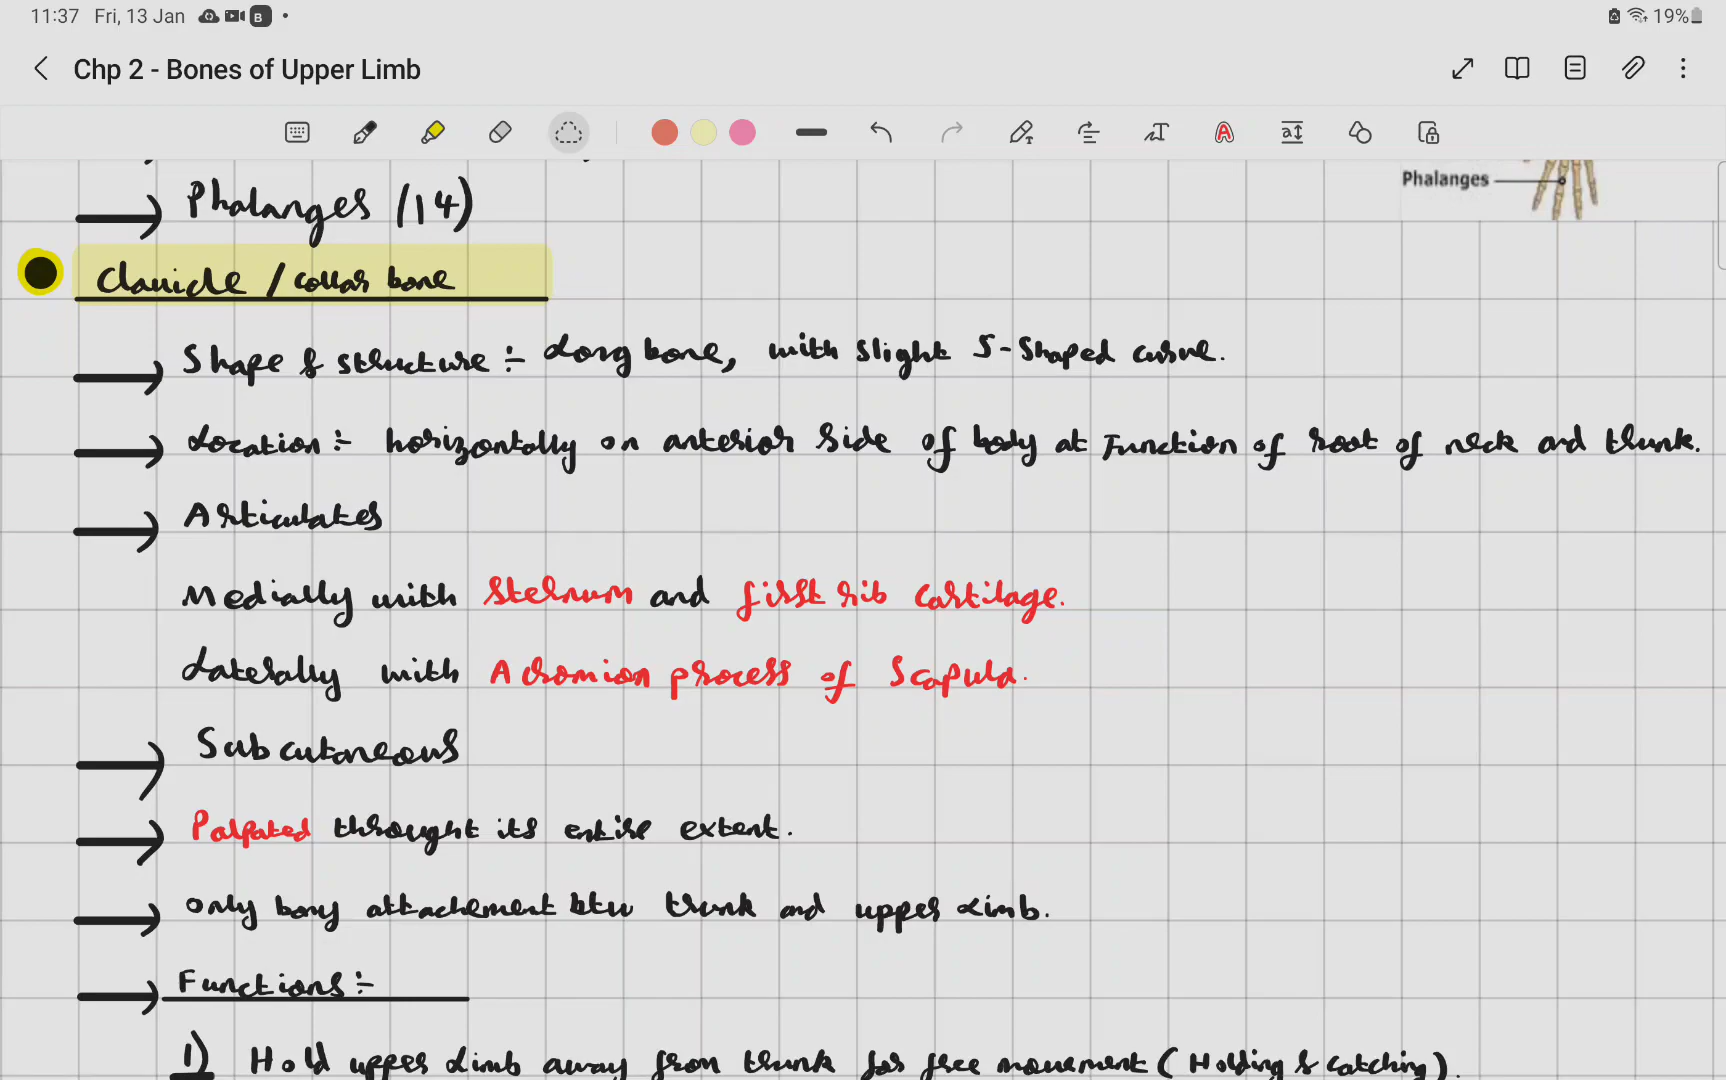 11:37 Fri, 13 Jan B 19%
Chp 2 - Bones of Upper Limb
Phalanges (14)
Phalanges
Clavicle / collar bone
Shape & structure :- Long bone, with slight S-shaped curve.
Location :- horizontally on anterior side of body at Function of root of neck and trunk.
Articulates
Medially with Sternum and first rib cartilage.
Laterally with Acromion process of Scapula.
Subcutaneous
Palpated throught its entire extent.
only bony attachement btw trunk and upper Limb.
Functions :-
1) Hold upper Limb away from trunk for free movement (Holding & catching).